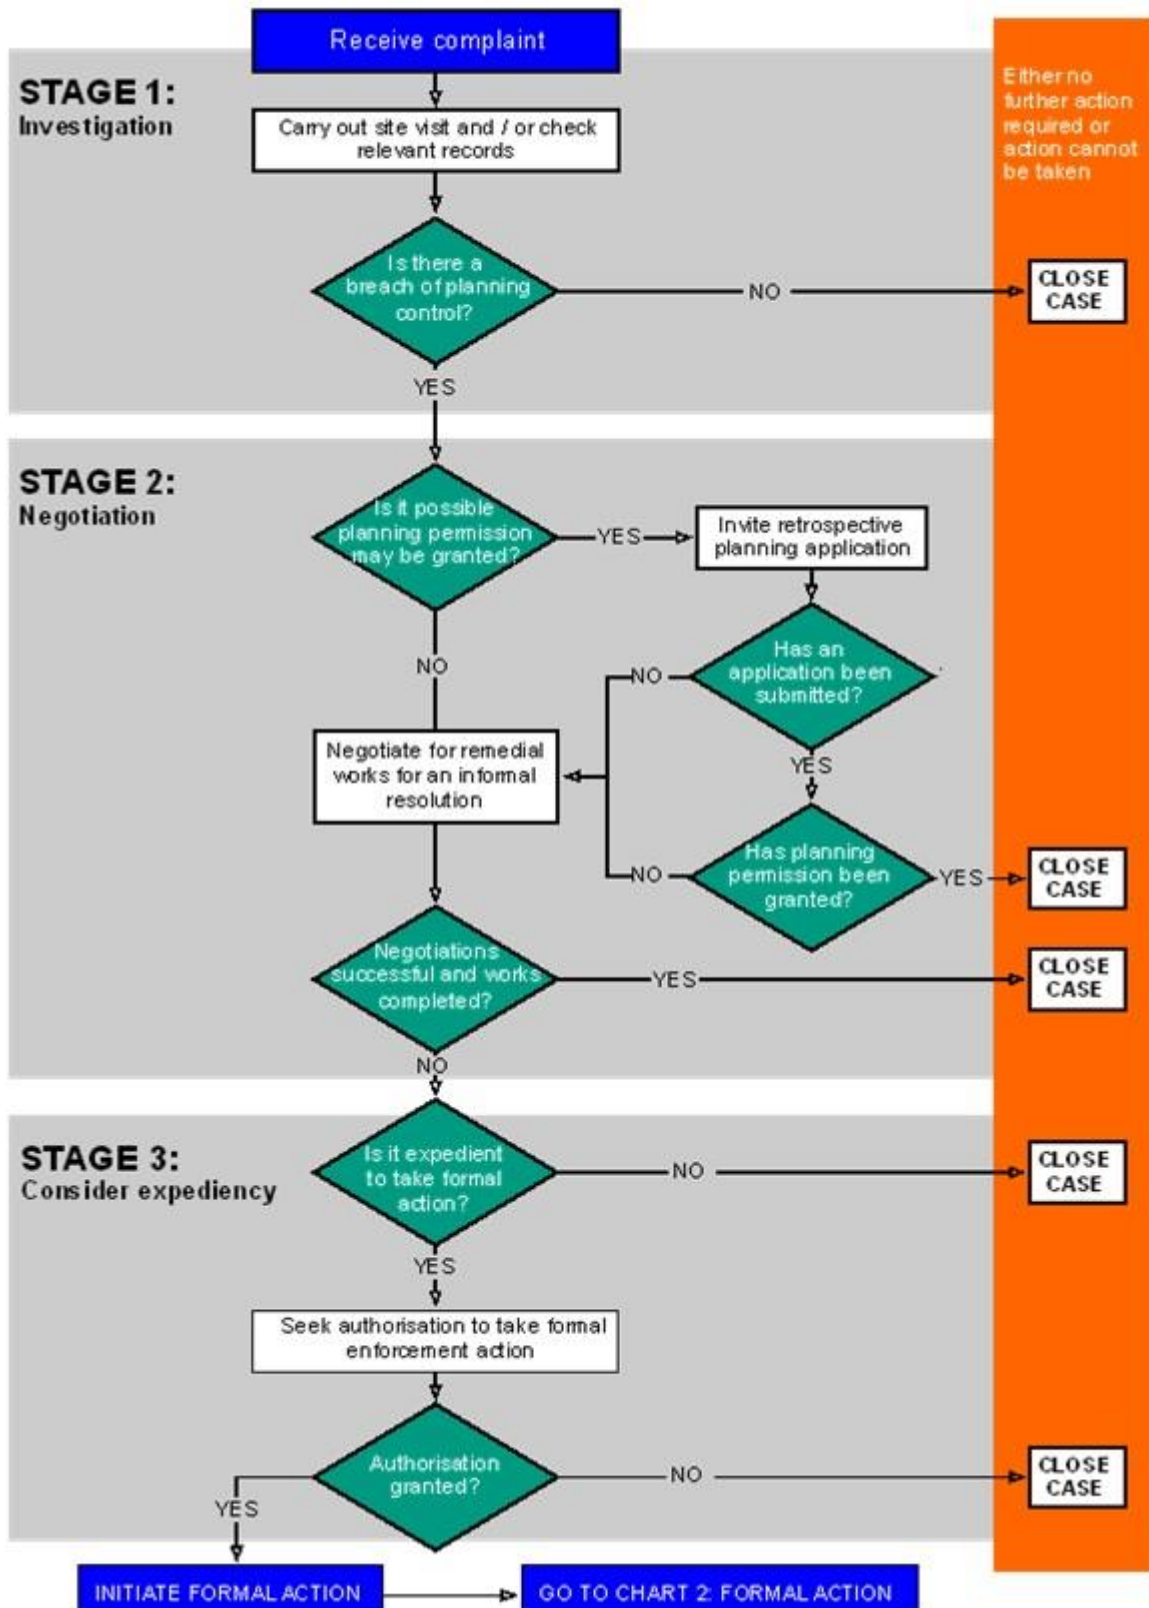 Receive complaint
STAGE 1:
Investigation
Either no
further action
required or
action cannot
be taken
Carry out site visit and / or check
relevant records
Is there a
breach of planning
control?
NO
CLOSE
CASE
YES
STAGE 2:
Negotiation
Is it possible
planning permission
may be granted?
YES
Invite retrospective
planning application
NO
Has an
application been
submitted?
NO
Negotiate for remedial
works for an informal
resolution
YES
Has planning
permission been
granted?
NO
YES
CLOSE
CASE
Negotiations
successful and works
completed?
YES
CLOSE
CASE
NO
STAGE 3:
Consider expediency
Is it expedient
to take formal
action?
NO
CLOSE
CASE
YES
Seek authorisation to take formal
enforcement action
Authorisation
granted?
NO
CLOSE
CASE
YES
INITIATE FORMAL ACTION
GO TO CHART 2: FORMAL ACTION